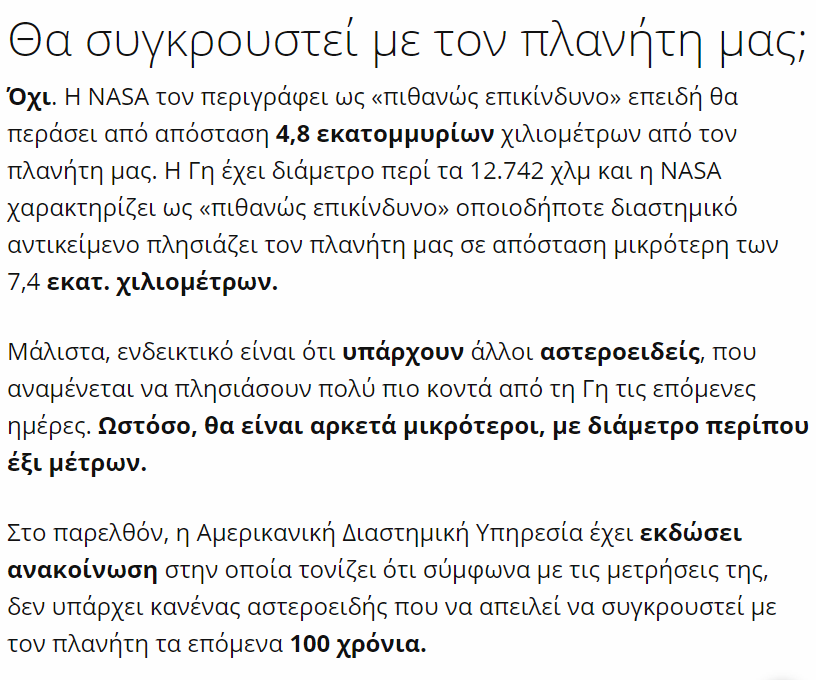 Θα συγκρουστεί με τον πλανήτη μας;
Όχι. Η NASA τον περιγράφει ως «πιθανώς επικίνδυνο» επειδή θα
περάσει από απόσταση 4,8 εκατομμυρίων χιλιομέτρων από τον
πλανήτη μας. Η Γη έχει διάμετρο περί τα 12.742 χλμ και η NASA
χαρακτηρίζει ως «πιθανώς επικίνδυνο» οποιοδήποτε διαστημικό
αντικείμενο πλησιάζει τον πλανήτη μας σε απόσταση μικρότερη των
7,4 εκατ. χιλιομέτρων.
Μάλιστα, ενδεικτικό είναι ότι υπάρχουν άλλοι αστεροειδείς, που
αναμένεται να πλησιάσουν πολύ πιο κοντά από τη Γη τις επόμενες
ημέρες. Ωστόσο, θα είναι αρκετά μικρότεροι, με διάμετρο περίπου
έξι μέτρων.
Στο παρελθόν, η Αμερικανική Διαστημική Υπηρεσία έχει εκδώσει
ανακοίνωση στην οποία τονίζει ότι σύμφωνα με τις μετρήσεις της,
δεν υπάρχει κανένας αστεροειδής που να απειλεί να συγκρουστεί με
τον πλανήτη τα επόμενα 100 χρόνια.